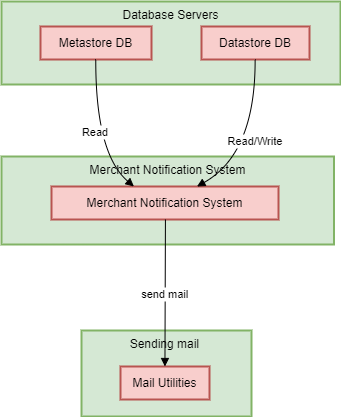 Database Servers
Metastore DB
Datastore DB
Read
Read/Write
Merchant Notification System
Merchant Notification System
send mail
Sending mail
Mail Utilities